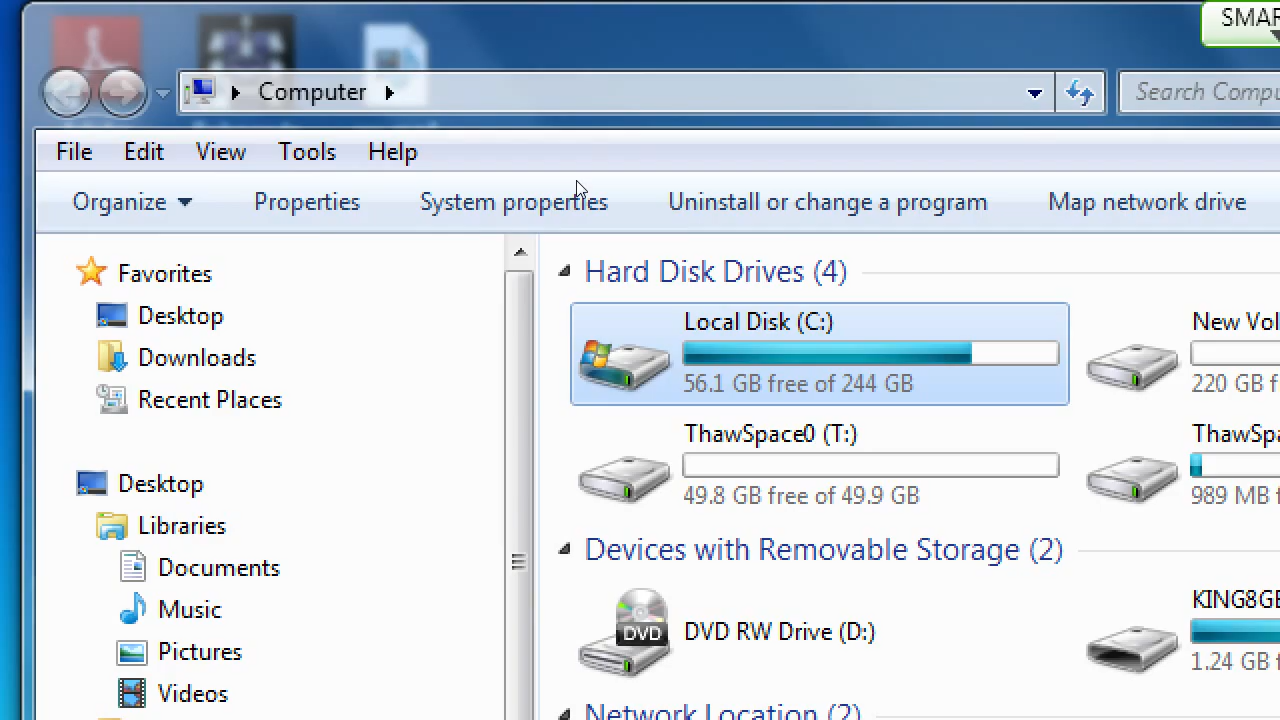 SMAR
Computer
Search Compu
File Edit View Tools Help
Organize Properties System properties Uninstall or change a program Map network drive
Favorites
Desktop
Downloads
Recent Places
Desktop
Libraries
Documents
Music
Pictures
Videos
Hard Disk Drives (4)
Local Disk (C:)
56.1 GB free of 244 GB
New Vol
220 GB f
ThawSpace0 (T:)
49.8 GB free of 49.9 GB
ThawSpa
989 MB f
Devices with Removable Storage (2)
DVD
DVD RW Drive (D:)
KING8GB
1.24 GB f
Network Location (2)